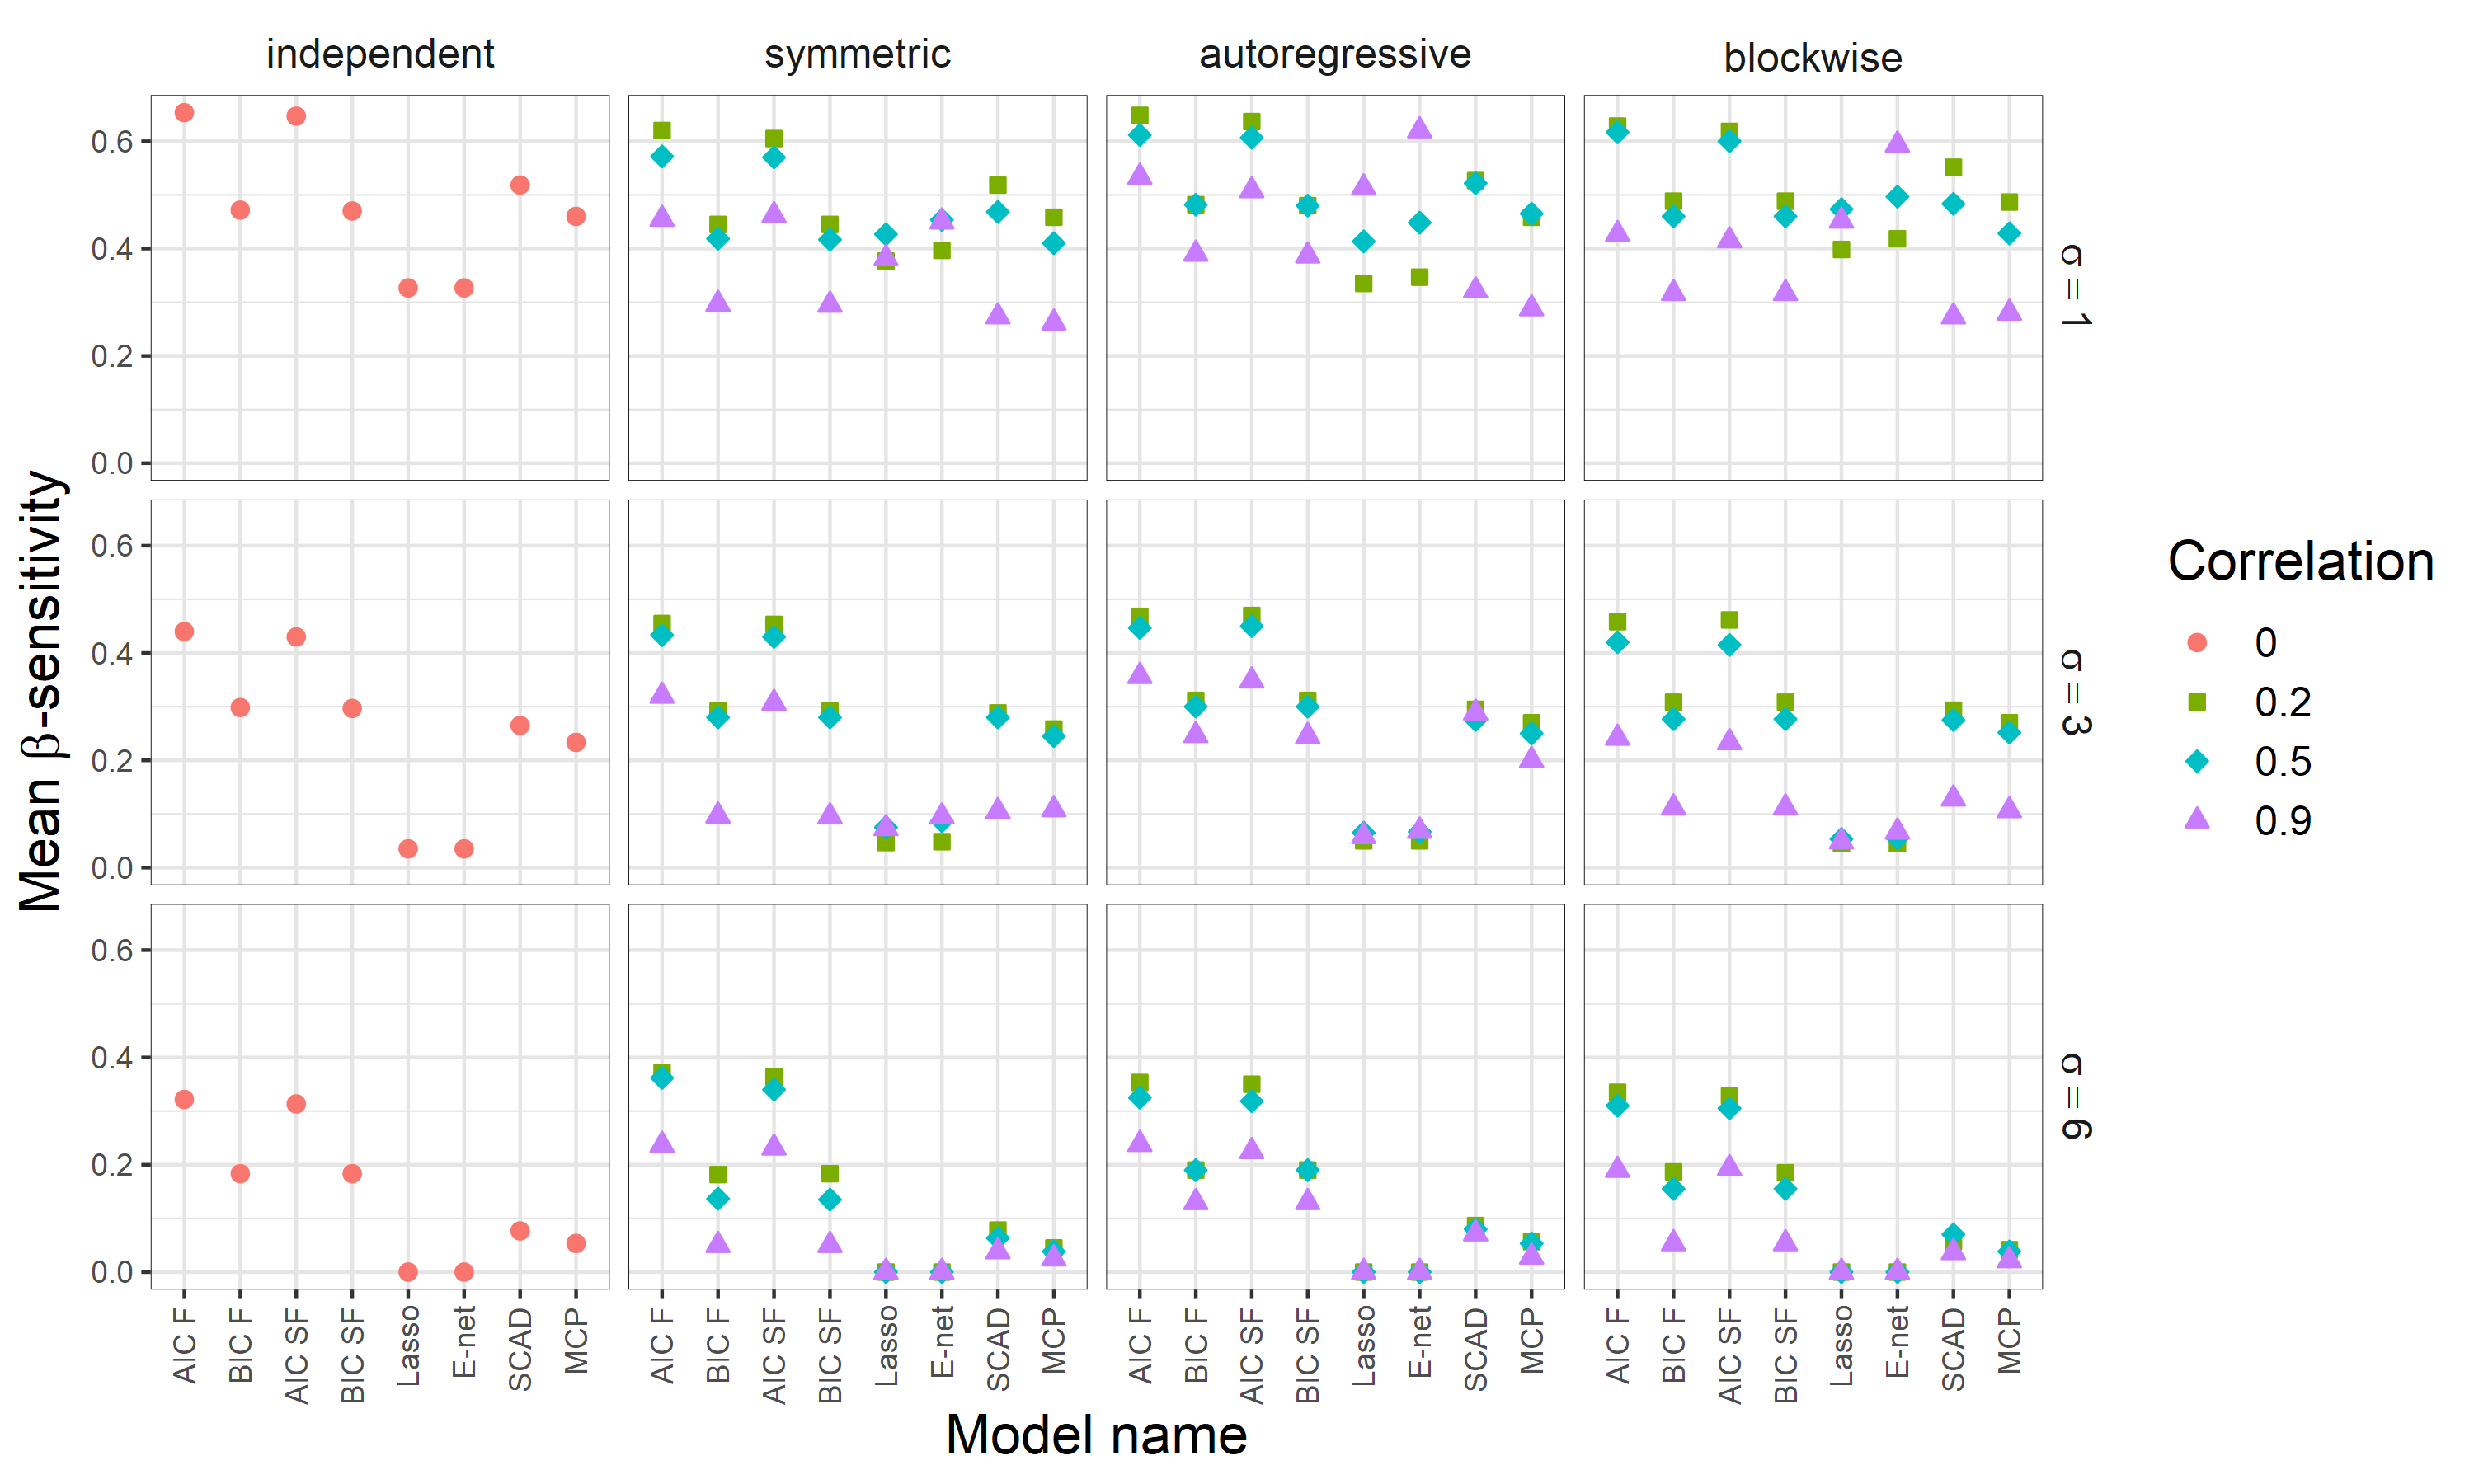 independent
symmetric
autoregressive
blockwise
0.6
0.4
0.2
0.0
σ = 1
0.6
0.4
0.2
0.0
σ = 3
0.6
0.4
0.2
0.0
σ = 6
Mean β-sensitivity
AIC F
BIC F
AIC SF
BIC SF
Lasso
E-net
SCAD
MCP
AIC F
BIC F
AIC SF
BIC SF
Lasso
E-net
SCAD
MCP
AIC F
BIC F
AIC SF
BIC SF
Lasso
E-net
SCAD
MCP
AIC F
BIC F
AIC SF
BIC SF
Lasso
E-net
SCAD
MCP
Model name
Correlation
0
0.2
0.5
0.9